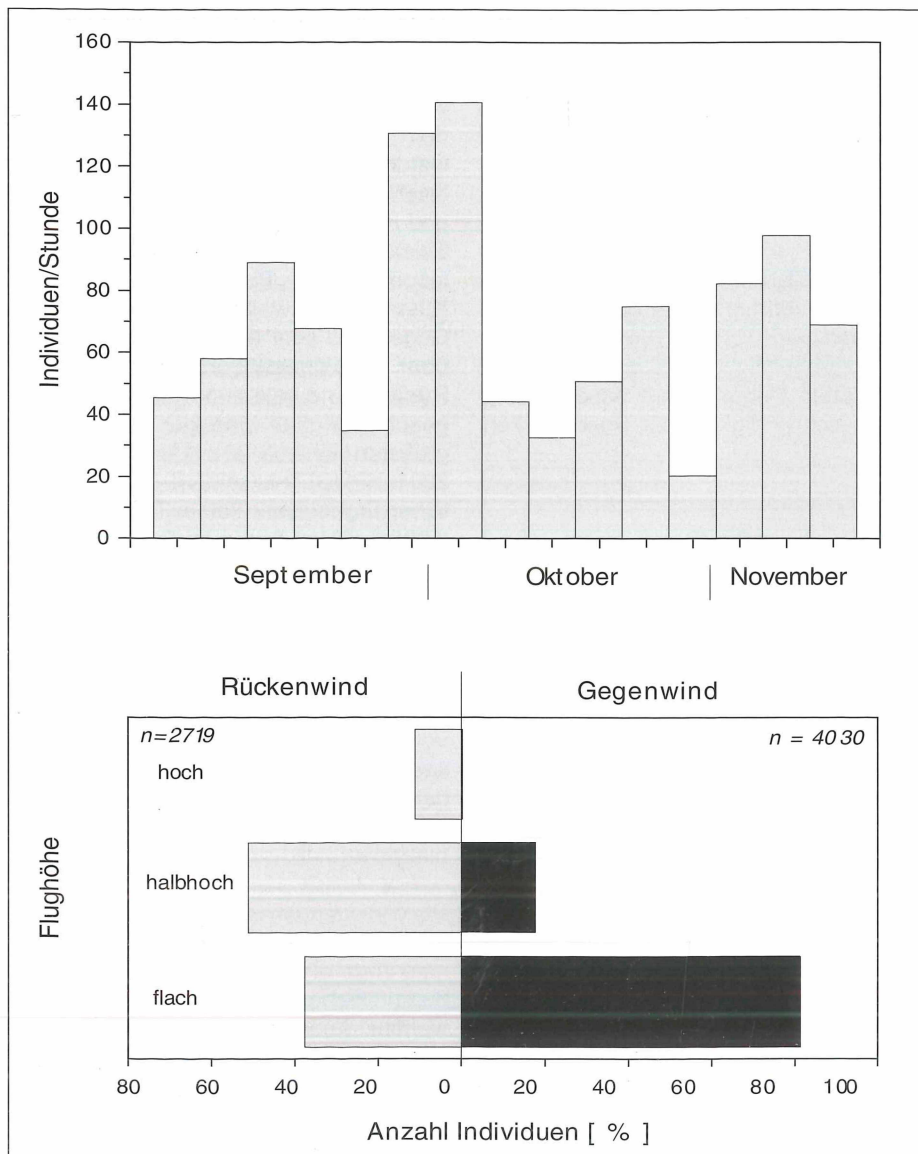 160
140
120
100
80
60
40
20
0
Individuen/Stunde
September | Oktober | November
Rückenwind Gegenwind
n=2719 n = 4030
hoch
halbhoch
flach
Flughöhe
80 60 40 20 0 20 40 60 80 100
Anzahl Individuen [ % ]